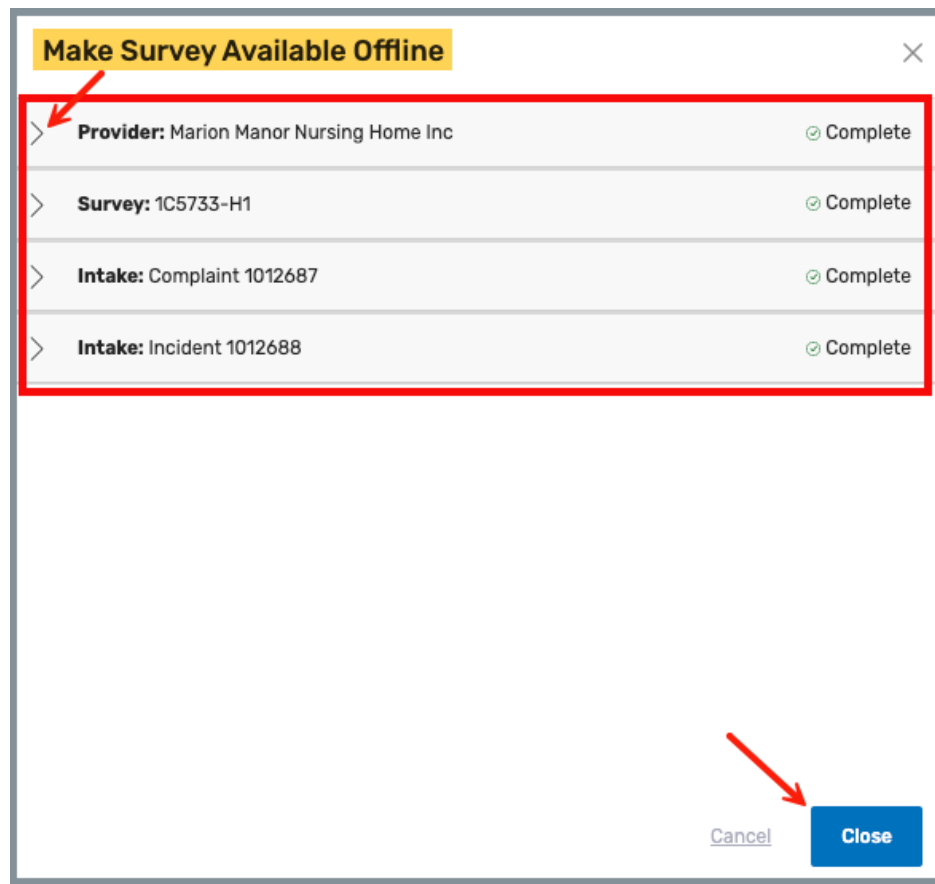 Make Survey Available Offline
Provider: Marion Manor Nursing Home Inc Complete
Survey: 1C5733-H1 Complete
Intake: Complaint 1012687 Complete
Intake: Incident 1012688 Complete
Cancel Close